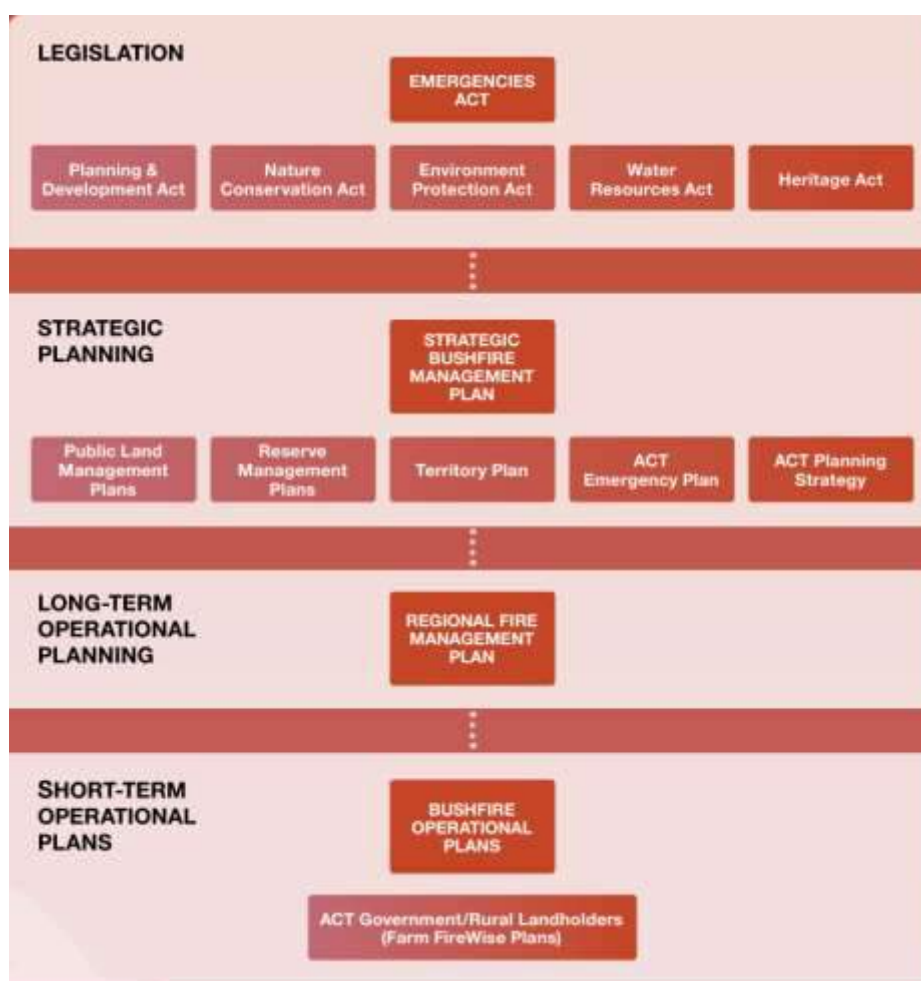 LEGISLATION
EMERGENCIES
ACT
Planning &
Development Act
Nature
Conservation Act
Environment
Protection Act
Water
Resources Act
Heritage Act
STRATEGIC
PLANNING
STRATEGIC
BUSHFIRE
MANAGEMENT
PLAN
Public Land
Management
Plans
Reserve
Management
Plans
Territory Plan
ACT
Emergency Plan
ACT Planning
Strategy
LONG-TERM
OPERATIONAL
PLANNING
REGIONAL FIRE
MANAGEMENT
PLAN
SHORT-TERM
OPERATIONAL
PLANS
BUSHFIRE
OPERATIONAL
PLANS
ACT Government/Rural Landholders
(Farm FireWise Plans)